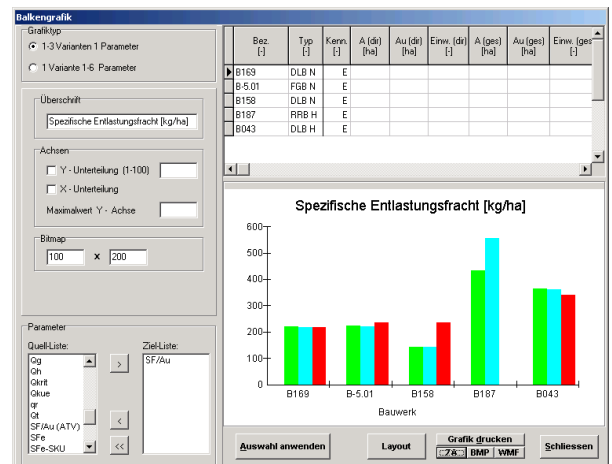 Balkengrafik
Grafiktyp
1-3 Varianten 1 Parameter
1 Variante 1-6 Parameter
Überschrift
Spezifische Entlastungsfracht [kg/ha]
Achsen
Y - Unterteilung (1-100)
X - Unterteilung
Maximalwert Y - Achse
Bitmap
100 x 200
Parameter
Quell-Liste: Ziel-Liste:
Qg
Qh
Qkrit
Qkue
qr
Qt
SF/Au (ATV)
SFe
SFe-SKU
>
<
<<
SF/Au
Bez. Typ Kenn. A (dir) Au (dir) Einw. (dir) A (ges) Au (ges) Einw. (ges
[-] [-] [-] [ha] [ha] [-] [ha] [ha] [-]
B169 DLB N E
B-5.01 FGB N E
B158 DLB N E
B187 RRB H E
B043 DLB H E
Spezifische Entlastungsfracht [kg/ha]
600
500
400
300
200
100
0
B169 B-5.01 B158 B187 B043
Bauwerk
Auswahl anwenden
Layout
Grafik drucken
BMP WMF
Schliessen